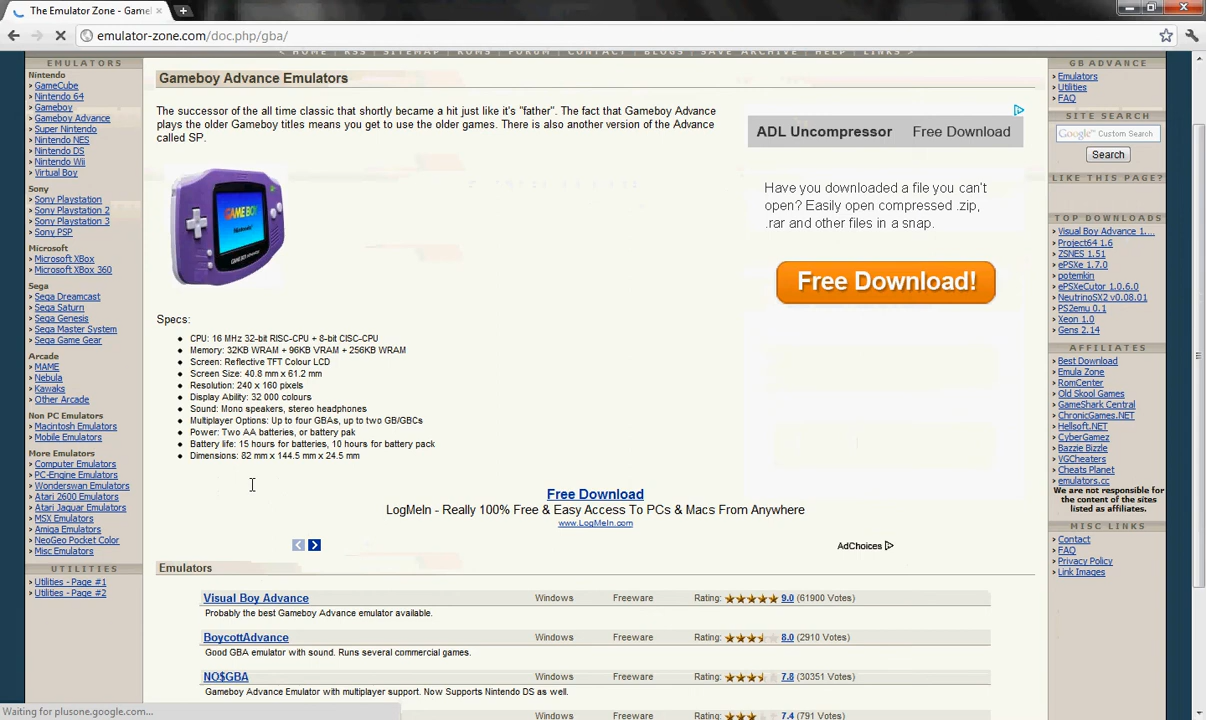 The Emulator Zone - Gamel
emulator-zone.com/doc.php/gba/
< HOME RSS SITEMAP ROMS FORUM CONTACT BLOGS SAVE ARCHIVE HELP LINKS >
EMULATORS
Nintendo
GameCube
Nintendo 64
Gameboy
Gameboy Advance
Super Nintendo
Nintendo NES
Nintendo DS
Nintendo Wii
Virtual Boy
Sony
Sony Playstation
Sony Playstation 2
Sony Playstation 3
Sony PSP
Microsoft
Microsoft XBox
Microsoft XBox 360
Sega
Sega Dreamcast
Sega Saturn
Sega Genesis
Sega Master System
Sega Game Gear
Arcade
MAME
Nebula
Kawaks
Other Arcade
Non PC Emulators
Macintosh Emulators
Mobile Emulators
More Emulators
Computer Emulators
PC-Engine Emulators
Wonderswan Emulators
Atari 2600 Emulators
Atari Jaguar Emulators
MSX Emulators
Amiga Emulators
NeoGeo Pocket Color
Misc Emulators
UTILITIES
Utilities - Page #1
Utilities - Page #2
Gameboy Advance Emulators
The successor of the all time classic that shortly became a hit just like it's "father". The fact that Gameboy Advance
plays the older Gameboy titles means you get to use the older games. There is also another version of the Advance
called SP.
GAME BOY
Nintendo
Specs:
CPU: 16 MHz 32-bit RISC-CPU + 8-bit CISC-CPU
Memory: 32KB WRAM + 96KB VRAM + 256KB WRAM
Screen: Reflective TFT Colour LCD
Screen Size: 40.8 mm x 61.2 mm
Resolution: 240 x 160 pixels
Display Ability: 32 000 colours
Sound: Mono speakers, stereo headphones
Multiplayer Options: Up to four GBAs, up to two GB/GBCs
Power: Two AA batteries, or battery pak
Battery life: 15 hours for batteries, 10 hours for battery pack
Dimensions: 82 mm x 144.5 mm x 24.5 mm
ADL Uncompressor Free Download
Have you downloaded a file you can't
open? Easily open compressed .zip,
.rar and other files in a snap.
Free Download!
Free Download
LogMeIn - Really 100% Free & Easy Access To PCs & Macs From Anywhere
www.LogMeIn.com
AdChoices
Emulators
Visual Boy Advance Windows Freeware Rating: 9.0 (61900 Votes)
Probably the best Gameboy Advance emulator available.
BoycottAdvance Windows Freeware Rating: 8.0 (2910 Votes)
Good GBA emulator with sound. Runs several commercial games.
NO$GBA Windows Freeware Rating: 7.8 (30351 Votes)
Gameboy Advance Emulator with multiplayer support. Now Supports Nintendo DS as well.
Windows Freeware Rating: 7.4 (791 Votes)
GB ADVANCE
Emulators
Utilities
FAQ
SITE SEARCH
Google™ Custom Search
Search
LIKE THIS PAGE?
TOP DOWNLOADS
Visual Boy Advance 1....
Project64 1.6
ZSNES 1.51
ePSXe 1.7.0
potemkin
ePSXeCutor 1.0.6.0
NeutrinoSX2 v0.08.01
PS2emu 0.1
Xeon 1.0
Gens 2.14
AFFILIATES
Best Download
Emula Zone
RomCenter
Old Skool Games
GameShark Central
ChronicGames.NET
Hellsoft.NET
CyberGamez
Bazzie Bizzle
VGCheaters
Cheats Planet
emulators.cc
We are not responsible for
the content of the sites
listed as affiliates.
MISC LINKS
Contact
FAQ
Privacy Policy
Link Images
Waiting for plusone.google.com...